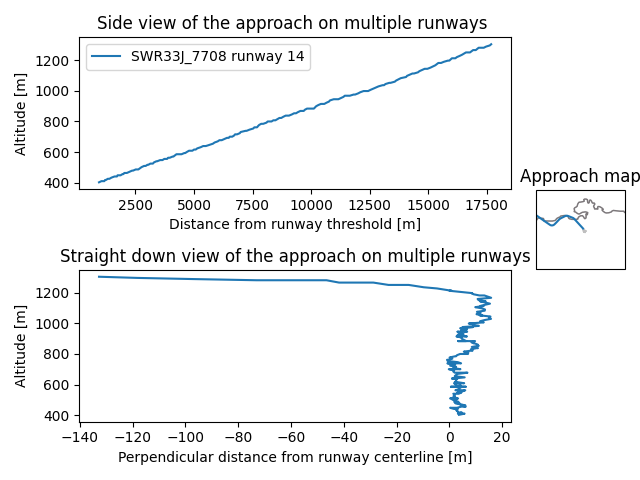 Side view of the approach on multiple runways
SWR33J_7708 runway 14
Altitude [m]
1200
1000
800
600
400
2500 5000 7500 10000 12500 15000 17500
Distance from runway threshold [m]
Approach map
Straight down view of the approach on multiple runways
Altitude [m]
1200
1000
800
600
400
−140 −120 −100 −80 −60 −40 −20 0 20
Perpendicular distance from runway centerline [m]